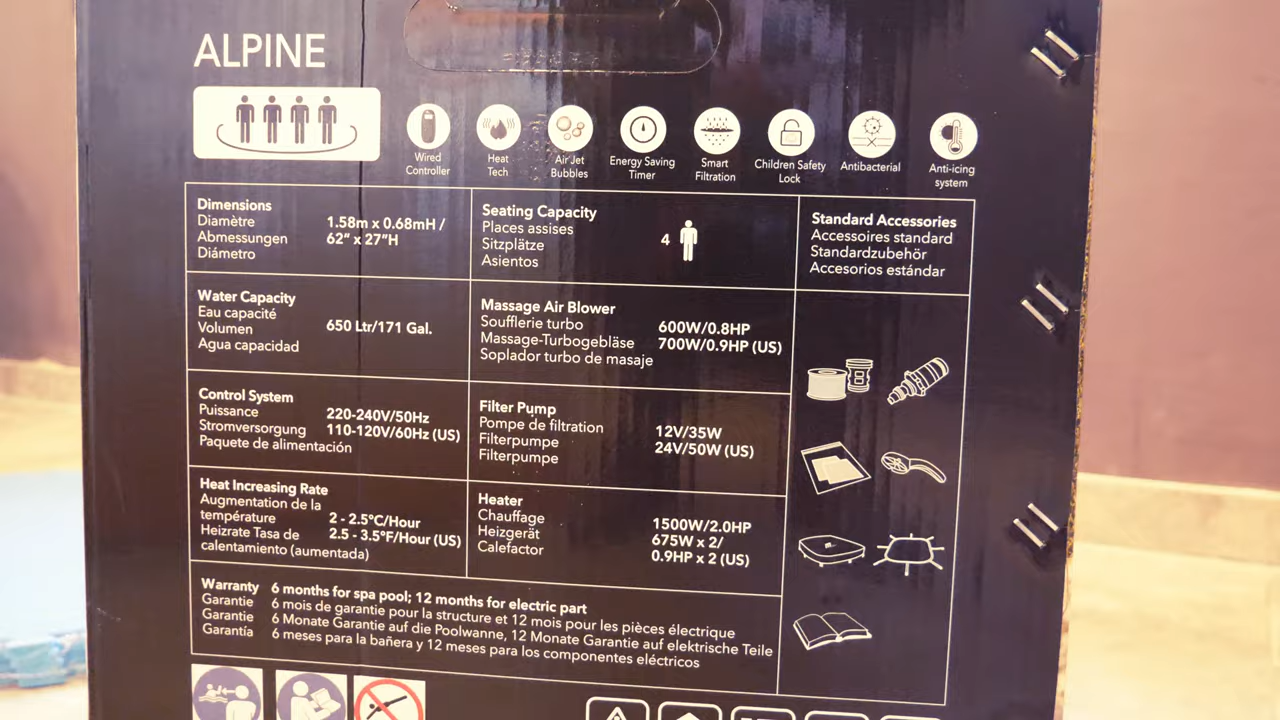 ALPINE
Wired Controller
Heat Tech
Air Jet Bubbles
Energy Saving Timer
Smart Filtration
Children Safety Lock
Antibacterial
Anti-icing system
Dimensions
Diamètre
Abmessungen
Diámetro
1.58m x 0.68mH /
62” x 27”H
Seating Capacity
Places assises
Sitzplätze
Asientos
4
Standard Accessories
Accessoires standard
Standardzubehör
Accesorios estándar
Water Capacity
Eau capacité
Volumen
Agua capacidad
650 Ltr/171 Gal.
Massage Air Blower
Soufflerie turbo
Massage-Turbogebläse
Soplador turbo de masaje
600W/0.8HP
700W/0.9HP (US)
Control System
Puissance
Stromversorgung
Paquete de alimentación
220-240V/50Hz
110-120V/60Hz (US)
Filter Pump
Pompe de filtration
Filterpumpe
Filterpumpe
12V/35W
24V/50W (US)
Heat Increasing Rate
Augmentation de la
température
Heizrate Tasa de
calentamiento (aumentada)
2 - 2.5°C/Hour
2.5 - 3.5°F/Hour (US)
Heater
Chauffage
Heizgerät
Calefactor
1500W/2.0HP
675W x 2/
0.9HP x 2 (US)
Warranty 6 months for spa pool; 12 months for electric part
Garantie 6 mois de garantie pour la structure et 12 mois pour les pièces électrique
Garantie 6 Monate Garantie auf die Poolwanne, 12 Monate Garantie auf elektrische Teile
Garantía 6 meses para la bañera y 12 meses para los componentes eléctricos